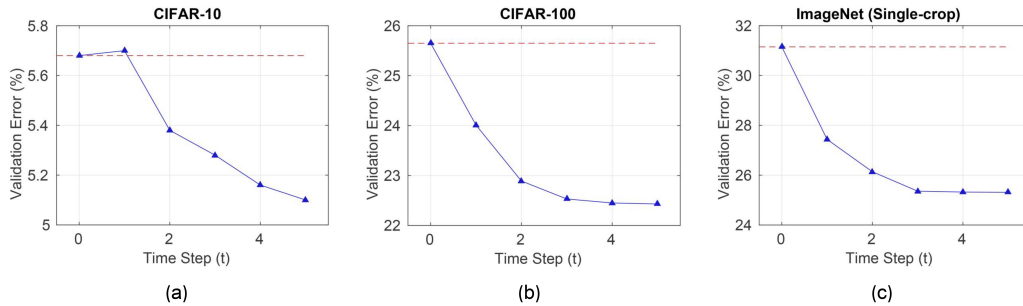 CIFAR-10
5.8
5.6
5.4
5.2
5
Validation Error (%)
0 2 4
Time Step (t)
(a)
CIFAR-100
26
25
24
23
22
Validation Error (%)
0 2 4
Time Step (t)
(b)
ImageNet (Single-crop)
32
30
28
26
24
Validation Error (%)
0 2 4
Time Step (t)
(c)